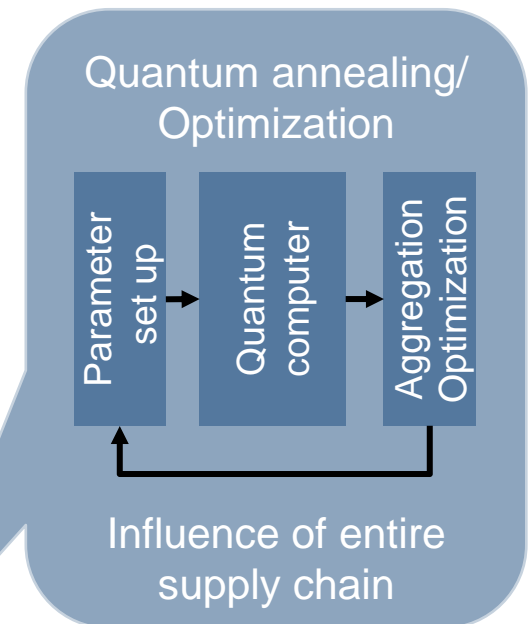 Quantum annealing/
Optimization
Parameter
set up
Quantum
computer
Aggregation
Optimization
Influence of entire
supply chain